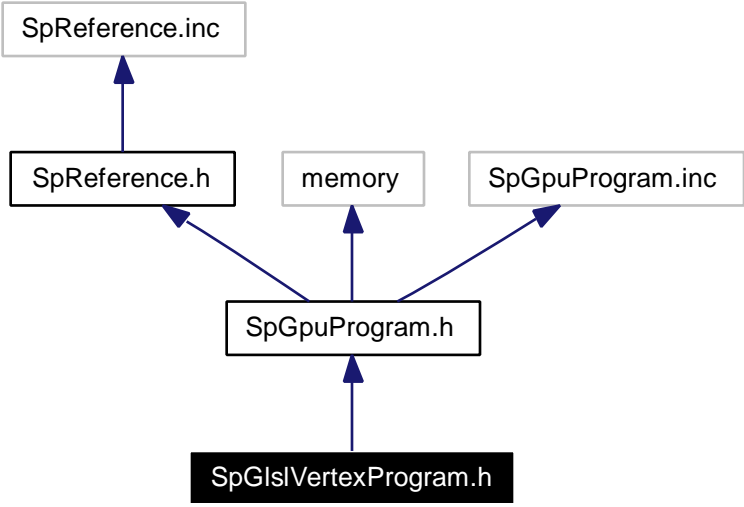 SpReference.inc
SpReference.h
memory
SpGpuProgram.inc
SpGpuProgram.h
SpGlslVertexProgram.h